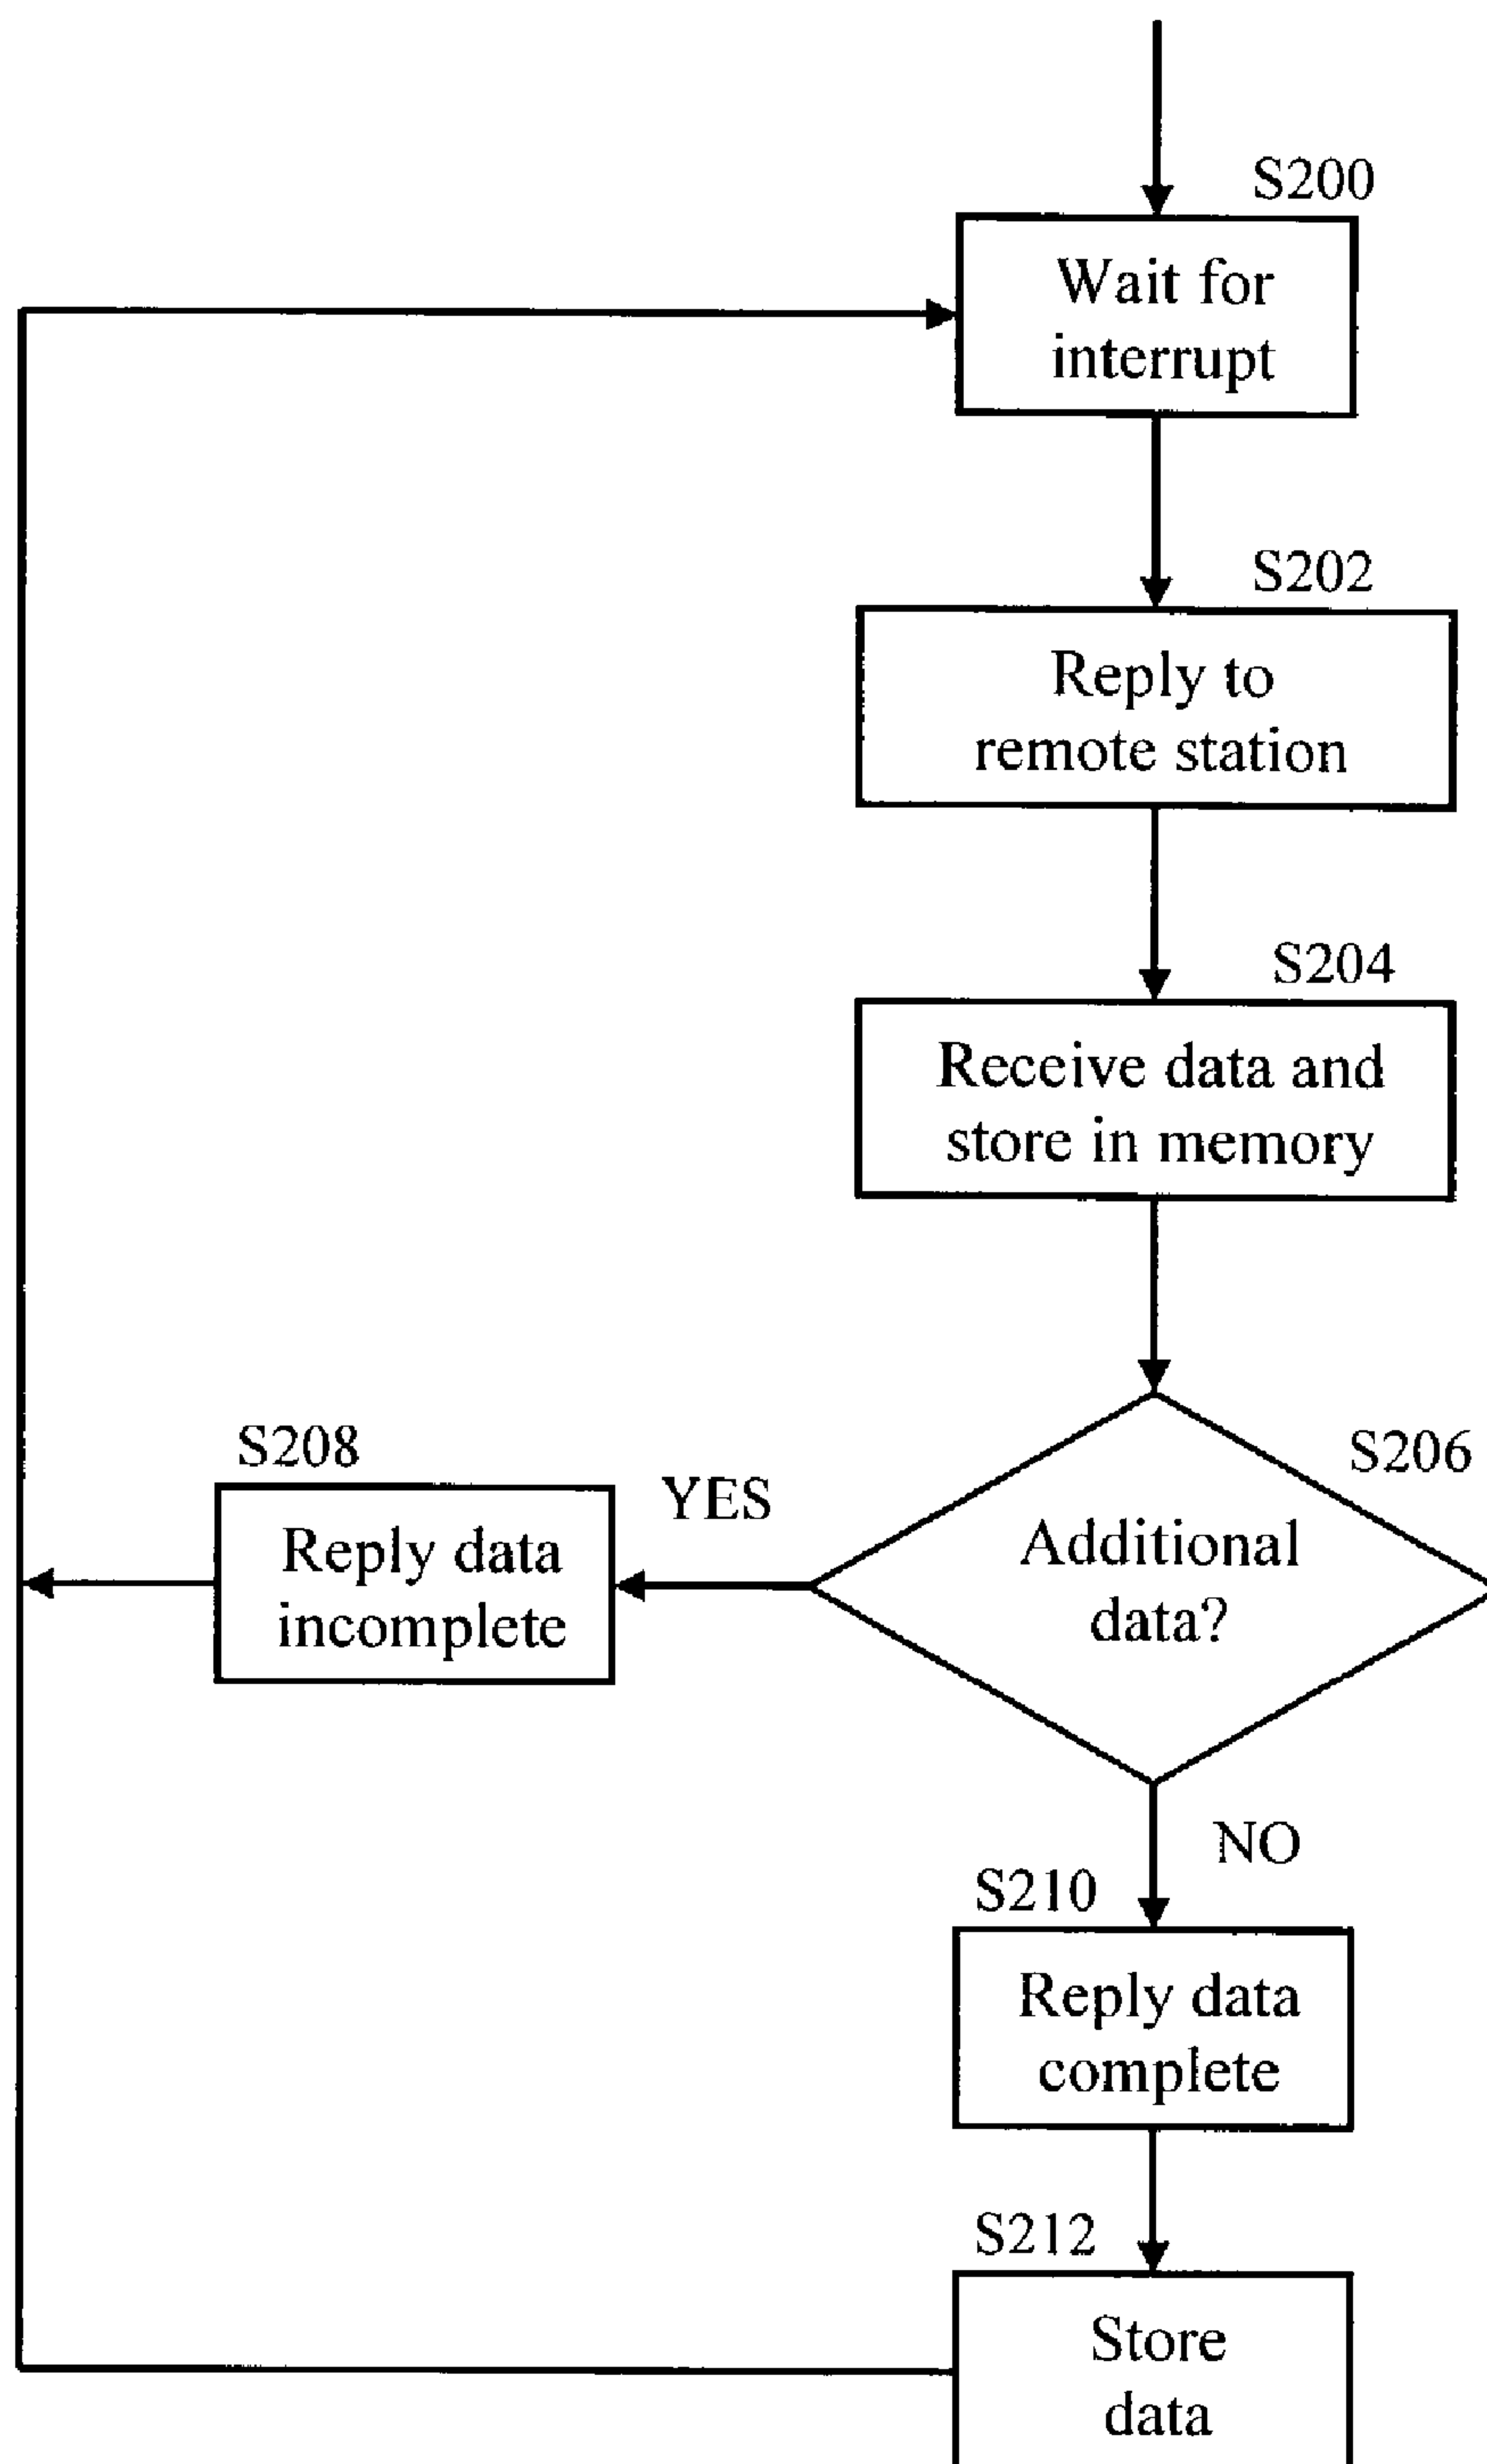 S200
Wait for
interrupt
S202
Reply to
remote station
S204
Receive data and
store in memory
S206
Additional
data?
YES
S208
Reply data
incomplete
NO
S210
Reply data
complete
S212
Store
data